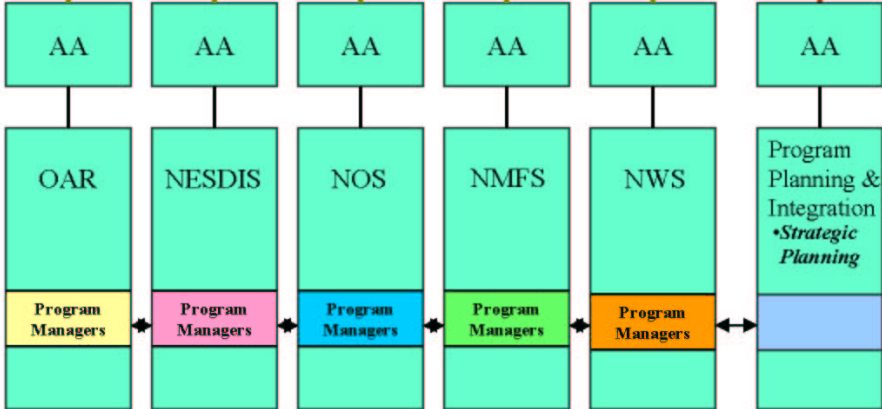 AA
AA
AA
AA
AA
AA
OAR
NESDIS
NOS
NMFS
NWS
Program
Planning &
Integration
•Strategic
Planning
Program
Managers
Program
Managers
Program
Managers
Program
Managers
Program
Managers